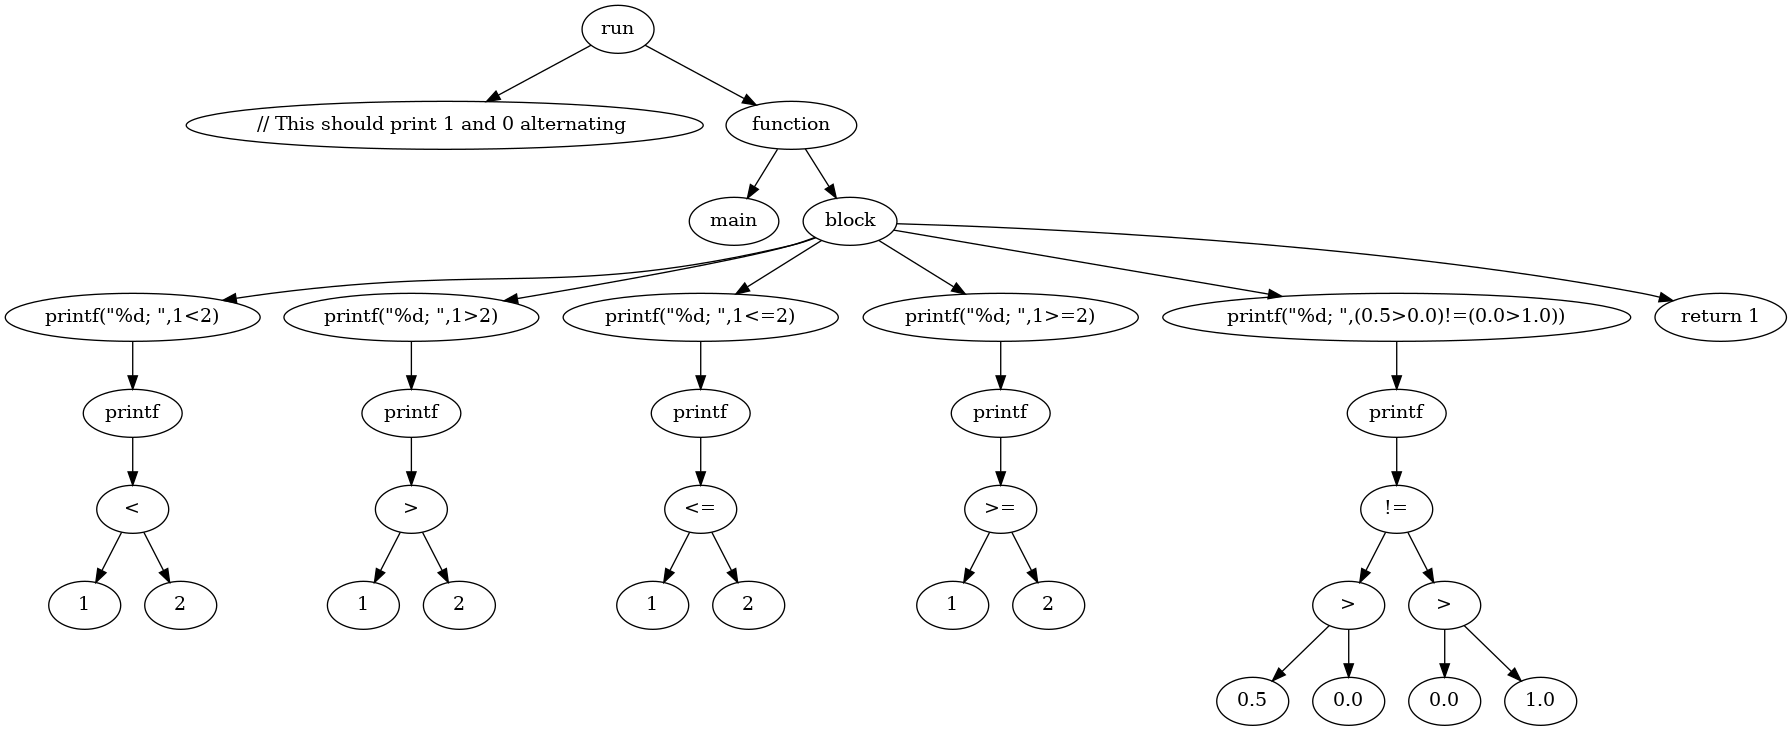 run
// This should print 1 and 0 alternating
function
main
block
printf("%d; ",1<2)
printf("%d; ",1>2)
printf("%d; ",1<=2)
printf("%d; ",1>=2)
printf("%d; ",(0.5>0.0)!=(0.0>1.0))
return 1
printf
printf
printf
printf
printf
<
>
<=
>=
!=
1
2
1
2
1
2
1
2
>
>
0.5
0.0
0.0
1.0